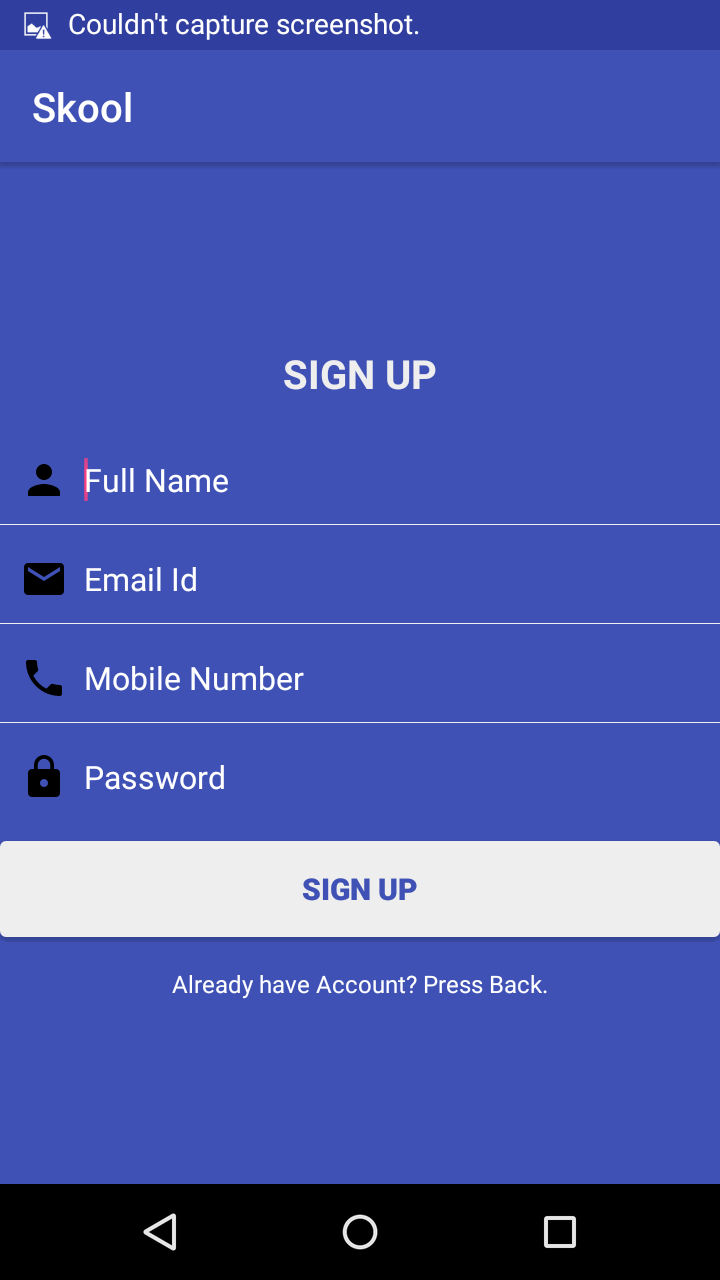 Couldn't capture screenshot.
Skool
SIGN UP
Full Name
Email Id
Mobile Number
Password
SIGN UP
Already have Account? Press Back.